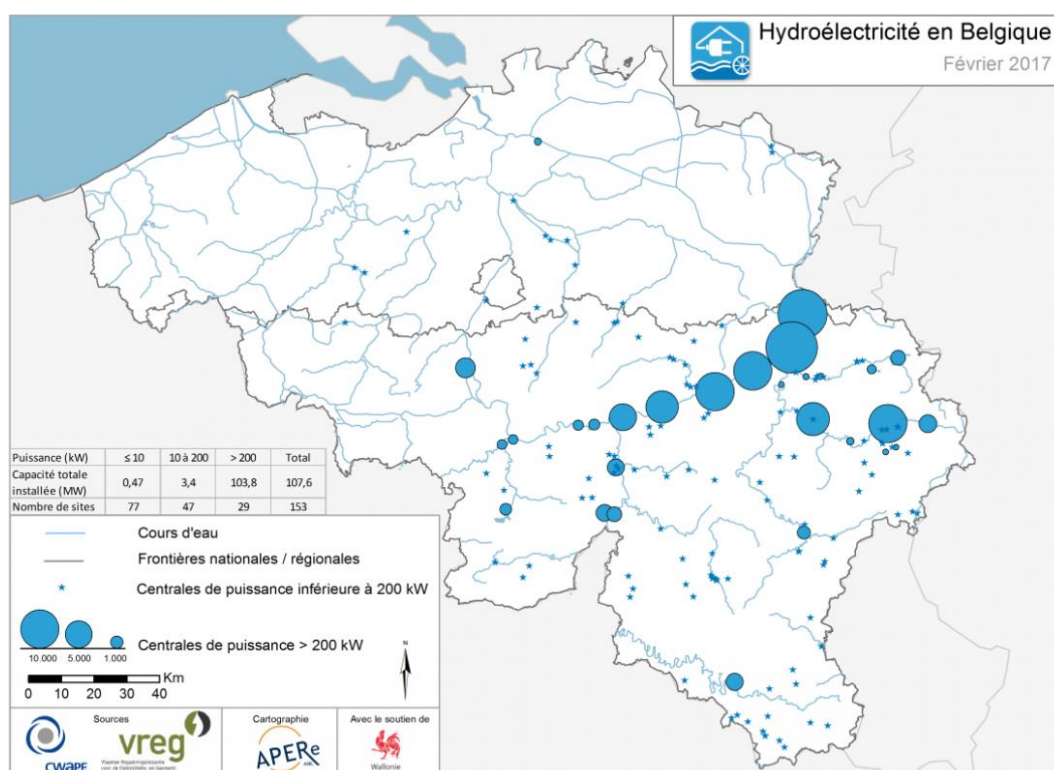 Hydroélectricité en Belgique
Février 2017
Puissance (kW) ≤ 10 10 à 200 > 200 Total
Capacité totale installée (MW) 0,47 3,4 103,8 107,6
Nombre de sites 77 47 29 153
Cours d'eau
Frontières nationales / régionales
Centrales de puissance inférieure à 200 kW
10.000 5.000 1.000
Centrales de puissance > 200 kW
N
Km
0 10 20 30 40
Sources
CWAPE
vreg
Cartographie
APERe
Avec le soutien de
Wallonie